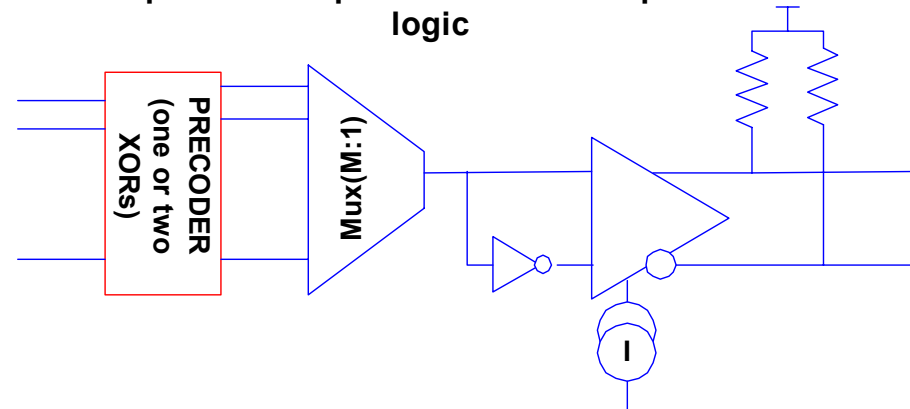 logic
PRECODER
(one or two
XORs)
Mux(M:1)
I